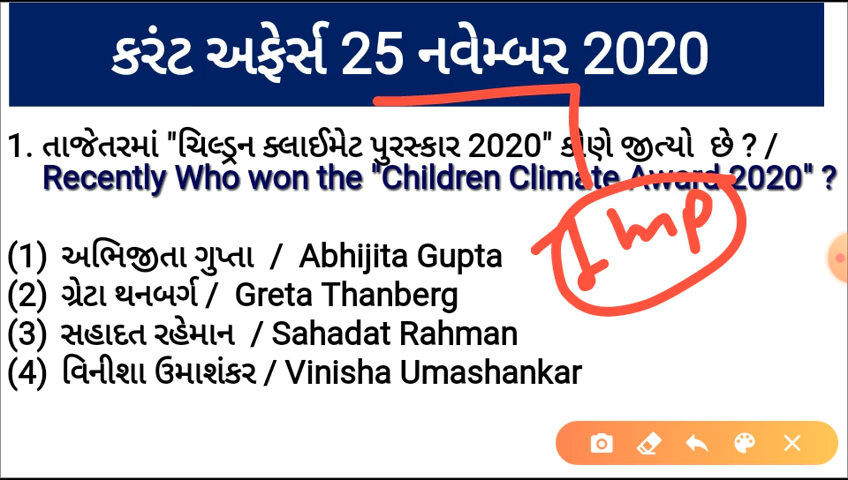 કરંટ અફેર્સ 25 નવેમ્બર 2020
1. તાજેતરમાં "ચિલ્ડ્રન ક્લાઈમેટ પુરસ્કાર 2020" કોણે જીત્યો છે ? /
Recently Who won the "Children Climate Award 2020" ?
Imp
(1) અભિજીતા ગુપ્તા / Abhijita Gupta
(2) ગ્રેટા થનબર્ગ / Greta Thanberg
(3) સહાદત રહેમાન / Sahadat Rahman
(4) વિનીશા ઉમાશંકર / Vinisha Umashankar